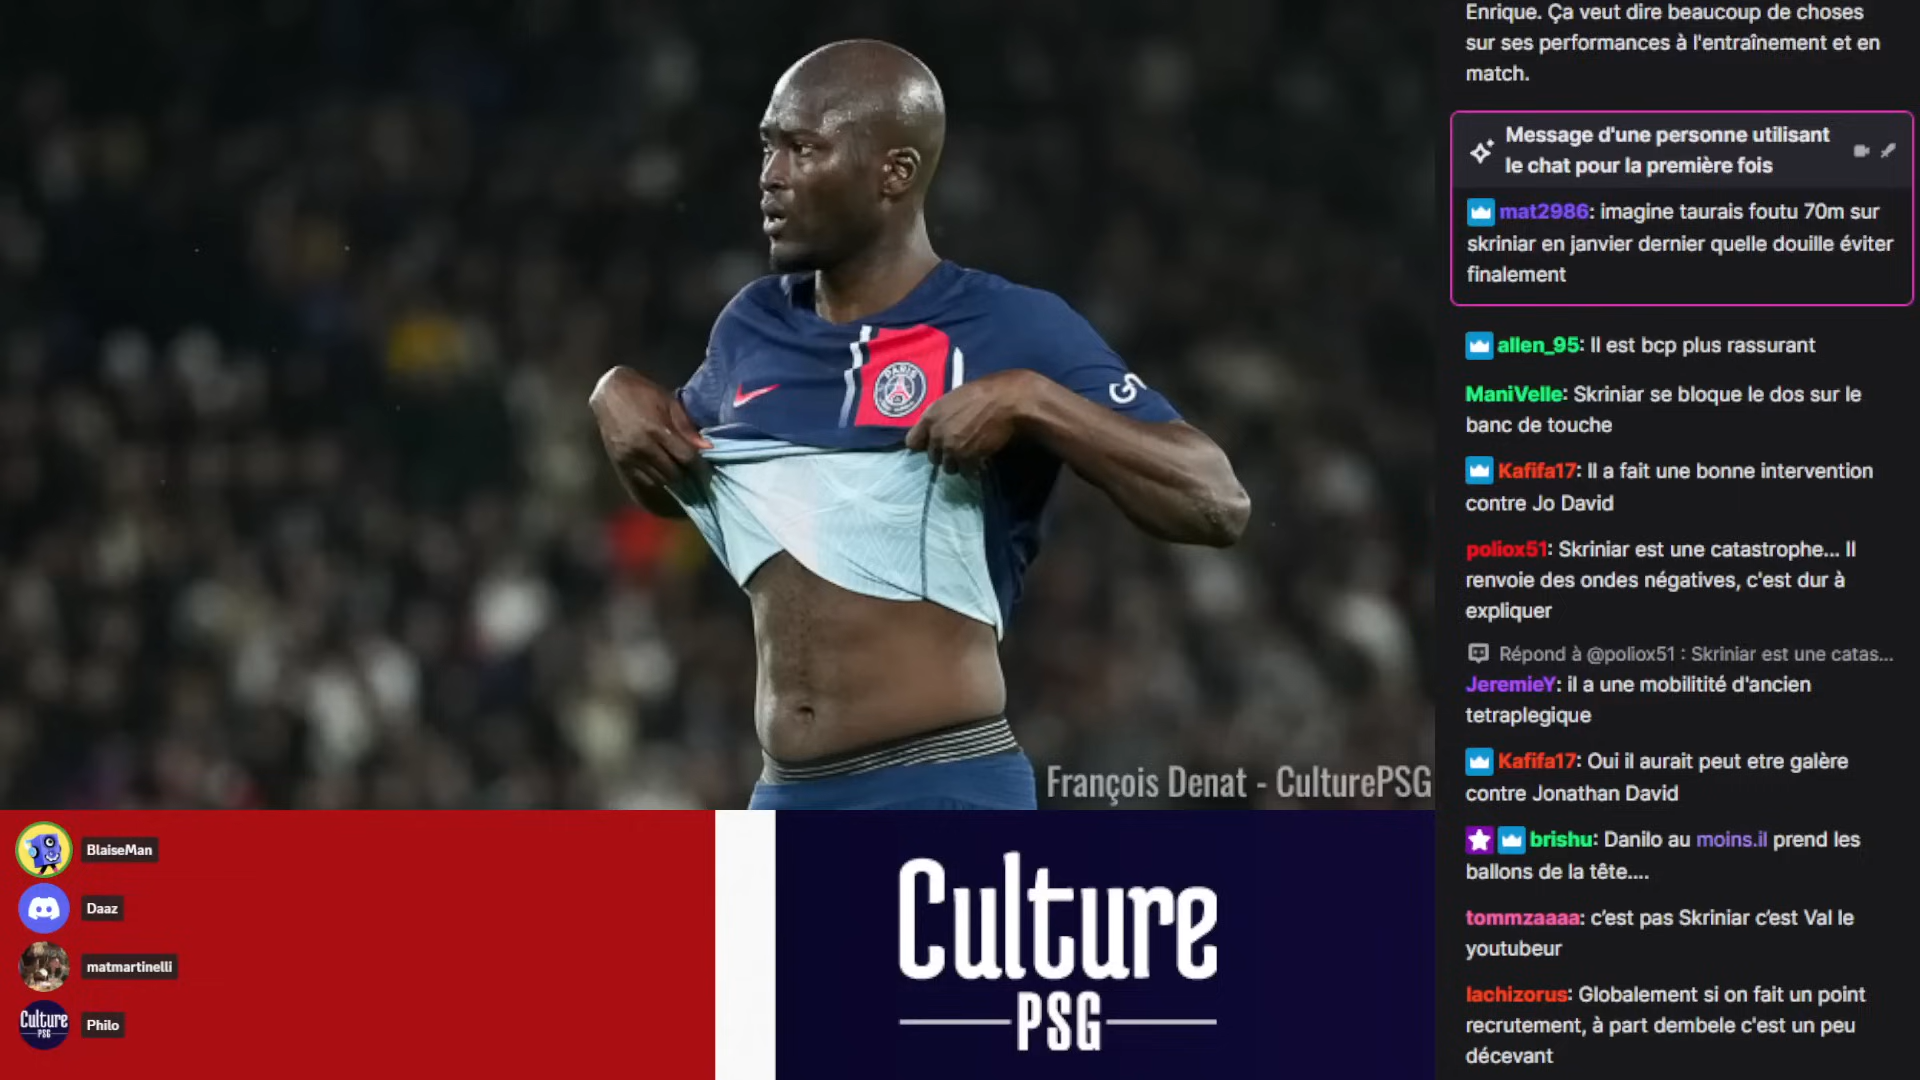 Enrique. Ça veut dire beaucoup de choses
sur ses performances à l'entraînement et en
match.
Message d'une personne utilisant
le chat pour la première fois
mat2986: imagine taurais foutu 70m sur
skriniar en janvier dernier quelle douille éviter
finalement
allen_95: Il est bcp plus rassurant
ManiVelle: Skriniar se bloque le dos sur le
banc de touche
Kafifa17: Il a fait une bonne intervention
contre Jo David
poliox51: Skriniar est une catastrophe... Il
renvoie des ondes négatives, c'est dur à
expliquer
Répond à @poliox51 : Skriniar est une catas...
JeremieY: il a une mobilitité d'ancien
tetraplegique
Kafifa17: Oui il aurait peut etre galère
contre Jonathan David
brishu: Danilo au moins.il prend les
ballons de la tête....
tommzaaaa: c’est pas Skriniar c’est Val le
youtubeur
lachizorus: Globalement si on fait un point
recrutement, à part dembele c'est un peu
décevant
PARIS
François Denat - CulturePSG
BlaiseMan
Daaz
matmartinelli
Culture
PSG
Philo
Culture
PSG